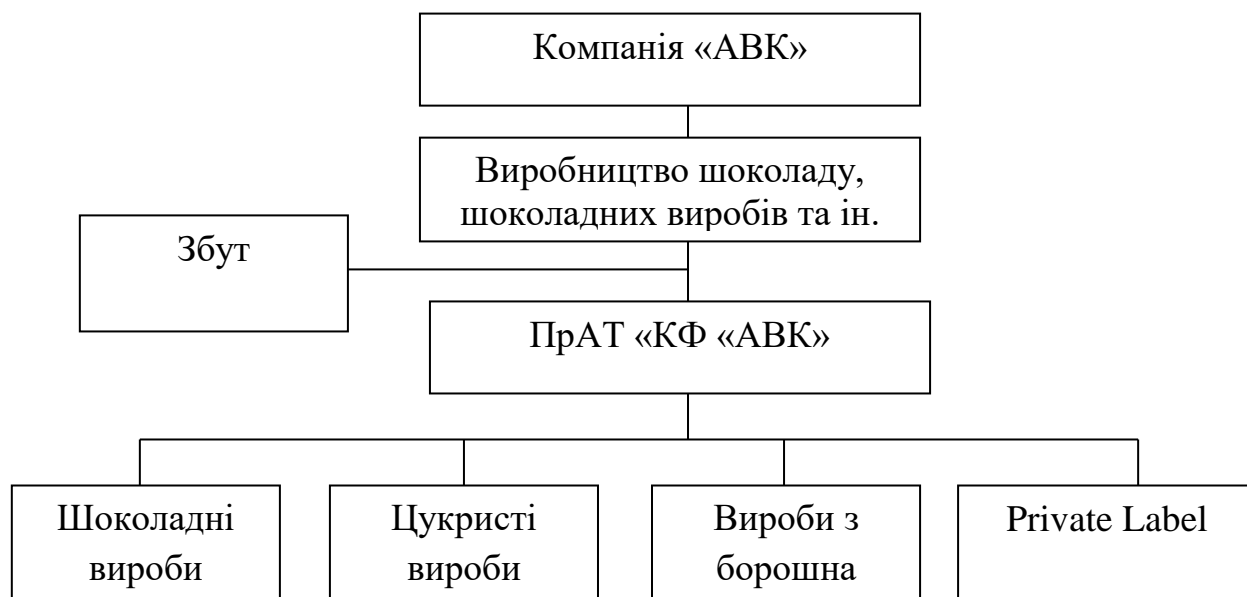 Компанія «АВК»
Виробництво шоколаду,
шоколадних виробів та ін.
Збут
ПрАТ «КФ «АВК»
Шоколадні
вироби
Цукристі
вироби
Вироби з
борошна
Private Label